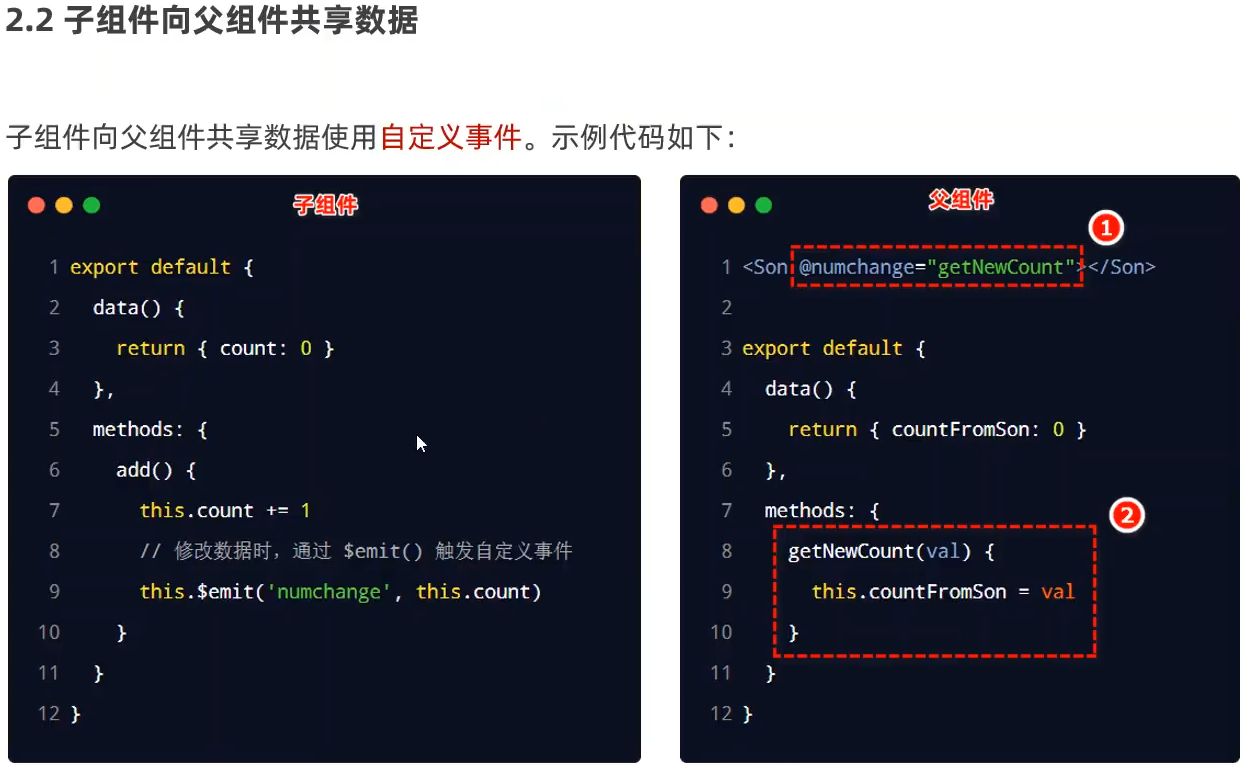 2.2 子组件向父组件共享数据
子组件向父组件共享数据使用自定义事件。示例代码如下：
子组件
1 export default {
2   data() {
3     return { count: 0 }
4   },
5   methods: {
6     add() {
7       this.count += 1
8       // 修改数据时，通过 $emit() 触发自定义事件
9       this.$emit('numchange', this.count)
10     }
11   }
12 }
父组件
①
1 <Son @numchange="getNewCount"></Son>
2
3 export default {
4   data() {
5     return { countFromSon: 0 }
6   },
7   methods: {
②
8     getNewCount(val) {
9       this.countFromSon = val
10     }
11   }
12 }